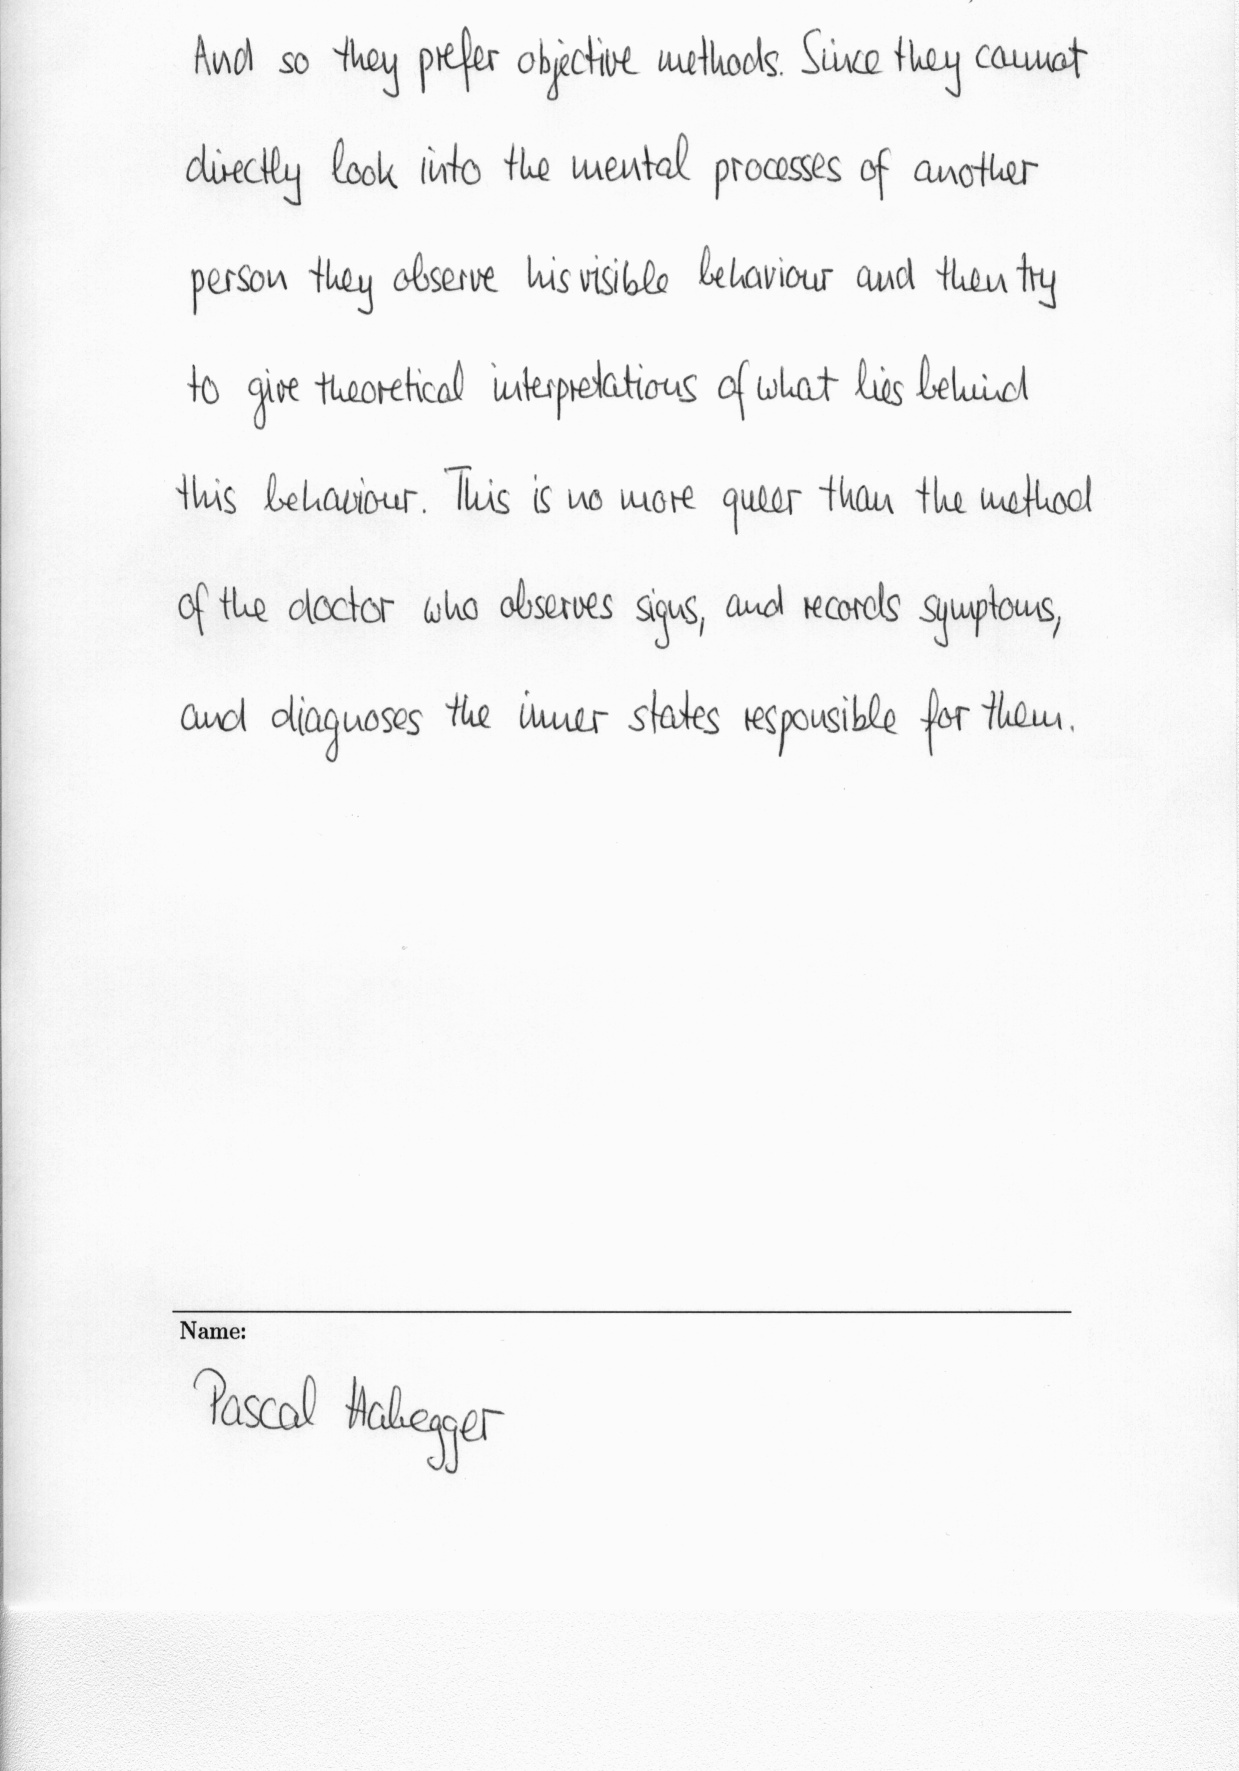 And so they prefer objective methods. Since they cannot
directly look into the mental processes of another
person they observe his visible behaviour and then try
to give theoretical interpretations of what lies behind
this behaviour. This is no more queer than the method
of the doctor who observes signs, and records symptoms,
and diagnoses the inner states responsible for them.
Name:
Pascal Habegger